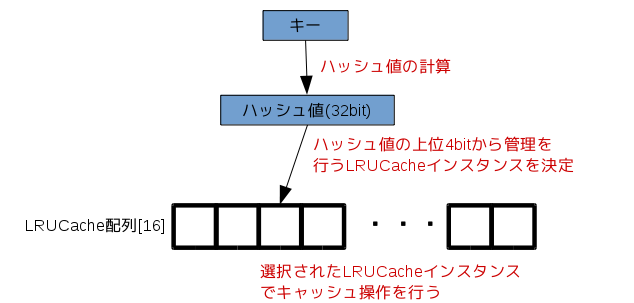 キー
ハッシュ値の計算
ハッシュ値(32bit)
ハッシュ値の上位4bitから管理を
行うLRUCacheインスタンスを決定
LRUCache配列[16]
・・・
選択されたLRUCacheインスタンス
でキャッシュ操作を行う